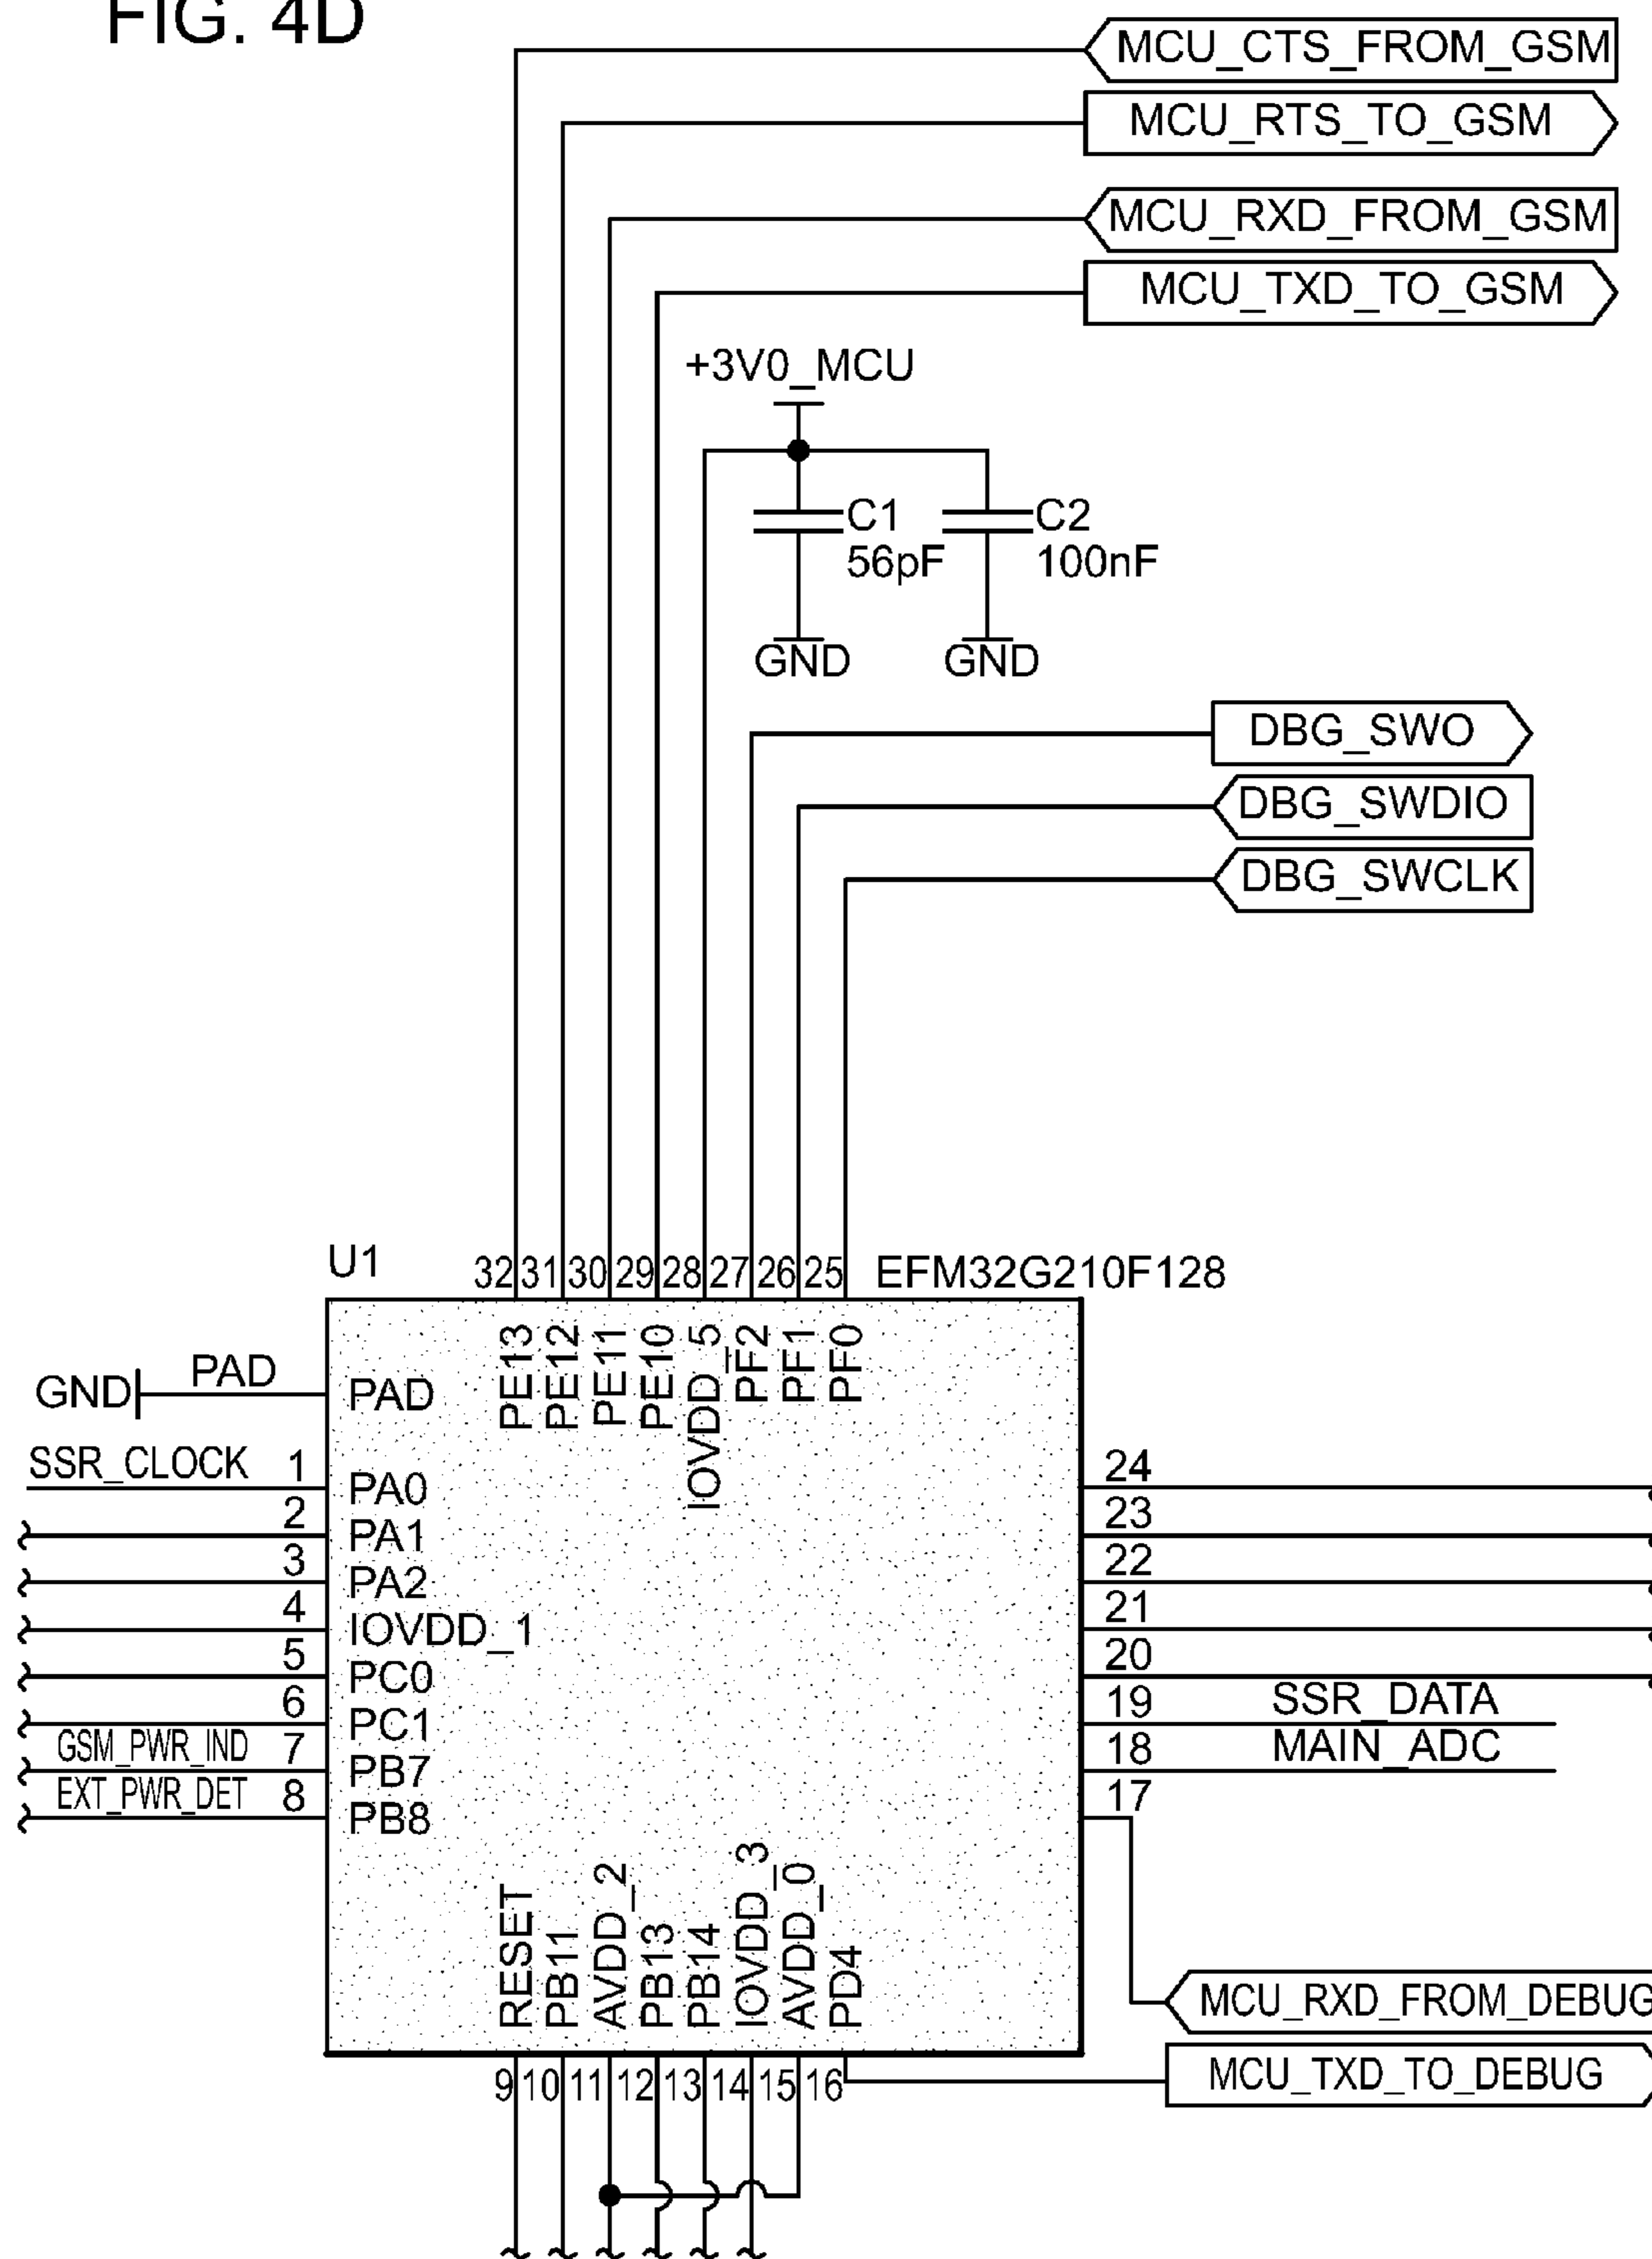 FIG. 4D
MCU_CTS_FROM_GSM
MCU_RTS_TO_GSM
MCU_RXD_FROM_GSM
MCU_TXD_TO_GSM
+3V0_MCU
C1
56pF
C2
100nF
GND
GND
DBG_SWO
DBG_SWDIO
DBG_SWCLK
U1
32 31 30 29 28 27 26 25
EFM32G210F128
PE13
PE12
PE11
PE10
IOVDD_5
PF2
PF1
PF0
GND
PAD
PAD
SSR_CLOCK 1 PA0
2 PA1
3 PA2
4 IOVDD_1
5 PC0
6 PC1
GSM_PWR_IND 7 PB7
EXT_PWR_DET 8 PB8
24
23
22
21
20
19 SSR_DATA
18 MAIN_ADC
17
RESET
PB11
AVDD_2
PB13
PB14
IOVDD_3
AVDD_0
PD4
MCU_RXD_FROM_DEBUG
MCU_TXD_TO_DEBUG
9 10 11 12 13 14 15 16